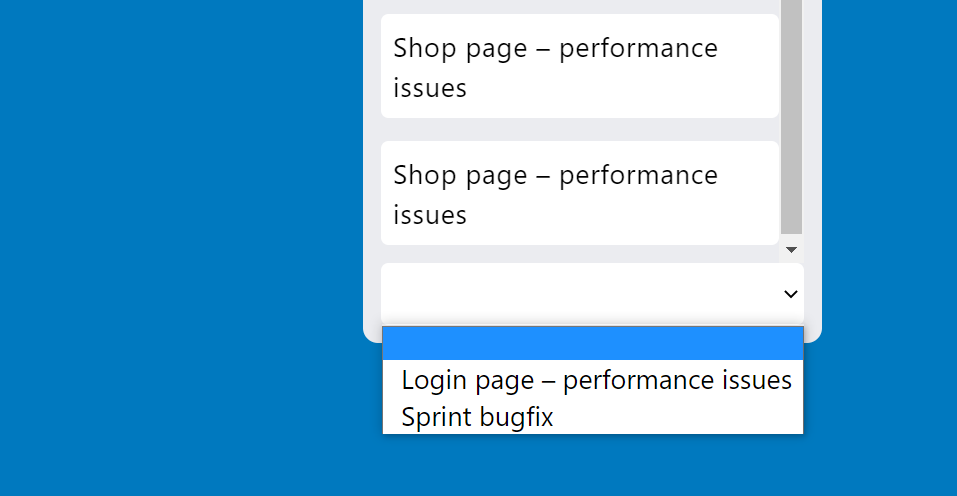 Shop page – performance
issues
Shop page – performance
issues
Login page – performance issues
Sprint bugfix